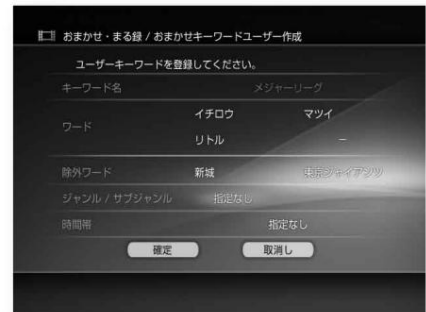 おまかせ・まる録 / おまかせキーワードユーザー作成
ユーザーキーワードを登録してください。
キーワード名 メジャーリーグ
ワード イチロウ マツイ
リトル －
除外ワード 新城 東京ジャイアンツ
ジャンル / サブジャンル 指定なし
時間帯 指定なし
確定 取消し